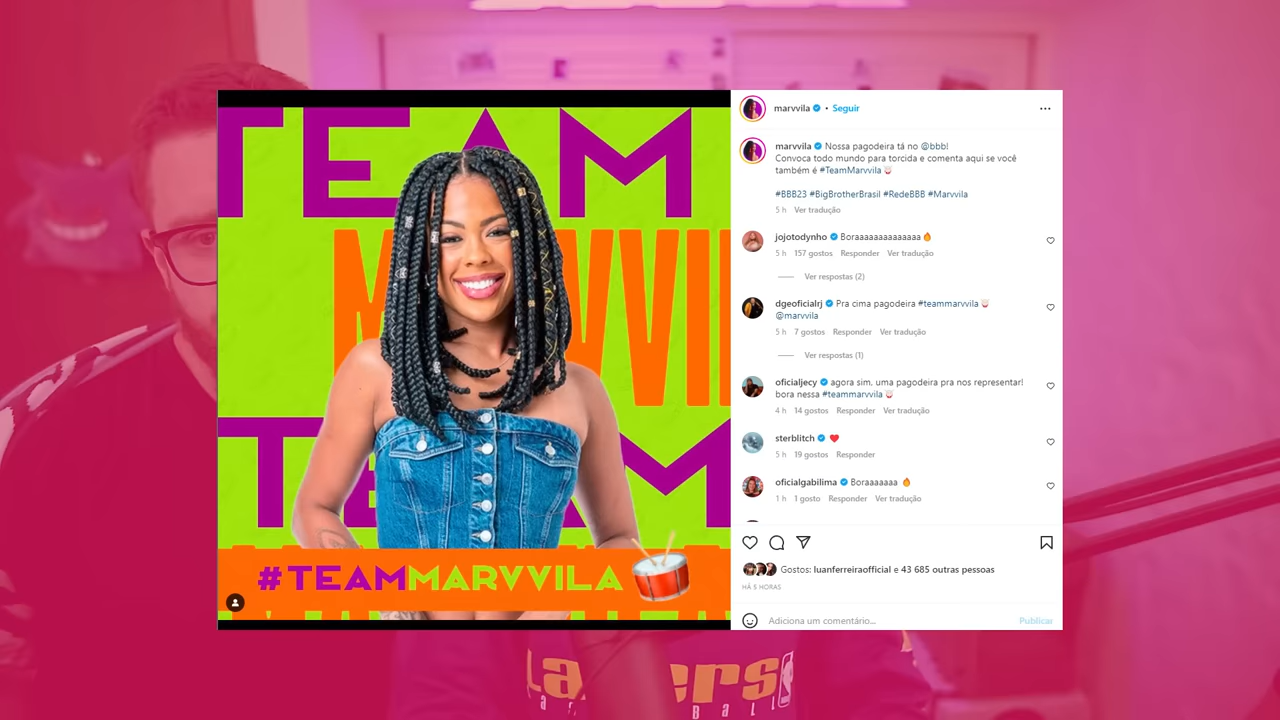 TEAM
MARVVIL
TEAM
#TEAMMARVVILA
marvvila • Seguir
marvvila Nossa pagodeira tá no @bbb!
Convoca todo mundo para torcida e comenta aqui se você
também é #TeamMarvvila
#BBB23 #BigBrotherBrasil #RedeBBB #Marvvila
5 h Ver tradução
jojotodynho Boraaaaaaaaaaaaaaa 🔥
5 h 157 gostos Responder Ver tradução
Ver respostas (2)
dgeoficialrj Pra cima pagodeira #teammarvvila
@marvvila
5 h 7 gostos Responder Ver tradução
Ver respostas (1)
oficialjecy agora sim, uma pagodeira pra nos representar!
bora nessa #teammarvvila
4 h 14 gostos Responder Ver tradução
sterblitch ❤️
5 h 19 gostos Responder
oficialgabilima Boraaaaaaa 🔥
1 h 1 gosto Responder Ver tradução
Gostos: luanferreiraofficial e 43 685 outras pessoas
HÁ 5 HORAS
Adiciona um comentário... Publicar